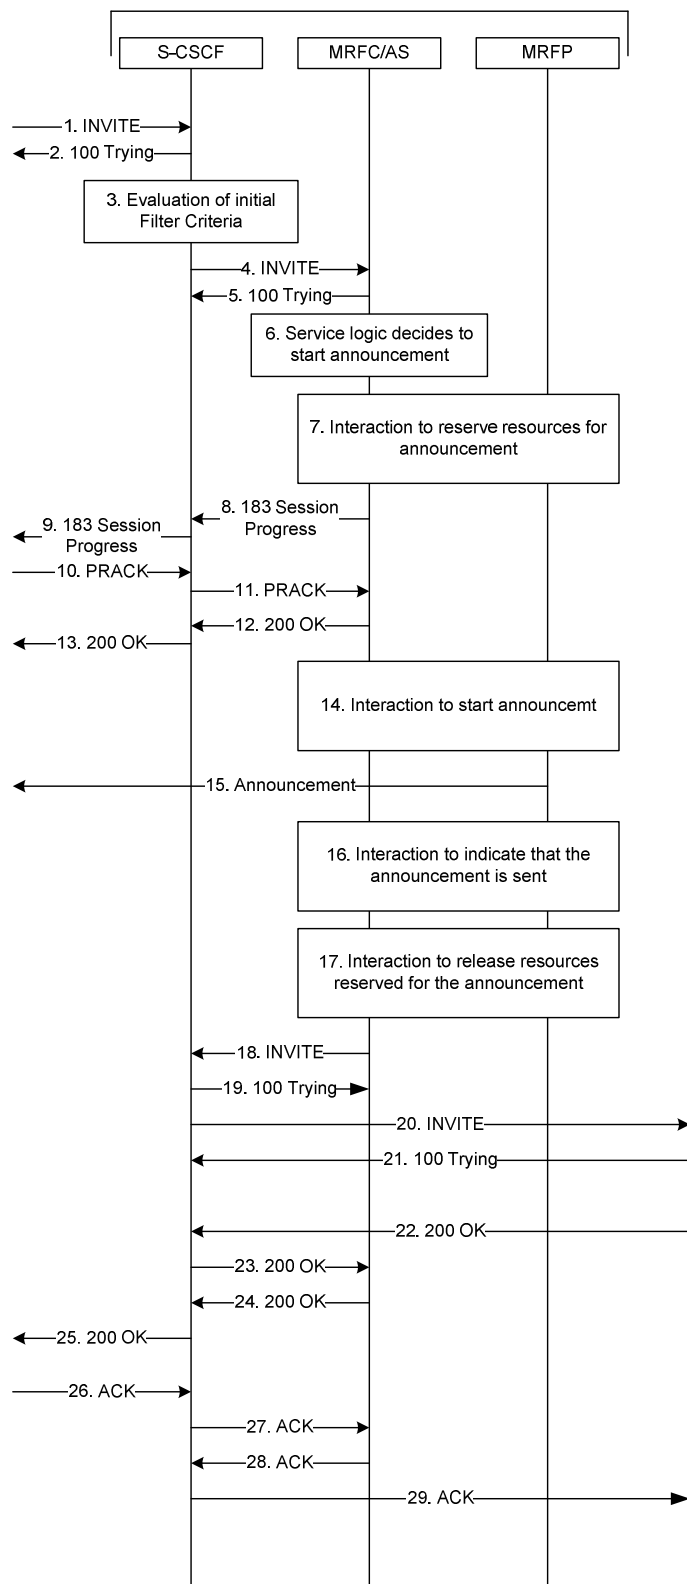 S-CSCF
MRFC/AS
MRFP
1. INVITE
2. 100 Trying
3. Evaluation of initial
Filter Criteria
4. INVITE
5. 100 Trying
6. Service logic decides to
start announcement
7. Interaction to reserve resources for
announcement
8. 183 Session
Progress
9. 183 Session
Progress
10. PRACK
11. PRACK
12. 200 OK
13. 200 OK
14. Interaction to start announcemt
15. Announcement
16. Interaction to indicate that the
announcement is sent
17. Interaction to release resources
reserved for the announcement
18. INVITE
19. 100 Trying
20. INVITE
21. 100 Trying
22. 200 OK
23. 200 OK
24. 200 OK
25. 200 OK
26. ACK
27. ACK
28. ACK
29. ACK